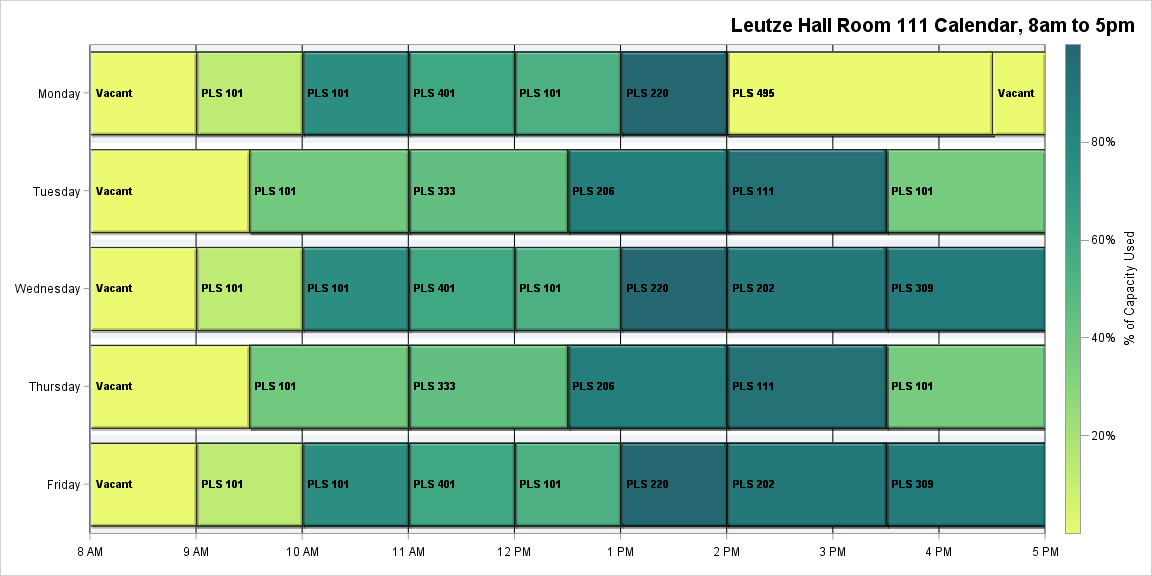 Leutze Hall Room 111 Calendar, 8am to 5pm
Monday
Vacant
PLS 101
PLS 101
PLS 401
PLS 101
PLS 220
PLS 495
Vacant
Tuesday
Vacant
PLS 101
PLS 333
PLS 206
PLS 111
PLS 101
Wednesday
Vacant
PLS 101
PLS 101
PLS 401
PLS 101
PLS 220
PLS 202
PLS 309
Thursday
Vacant
PLS 101
PLS 333
PLS 206
PLS 111
PLS 101
Friday
Vacant
PLS 101
PLS 101
PLS 401
PLS 101
PLS 220
PLS 202
PLS 309
8 AM
9 AM
10 AM
11 AM
12 PM
1 PM
2 PM
3 PM
4 PM
5 PM
80%
60%
40%
20%
% of Capacity Used